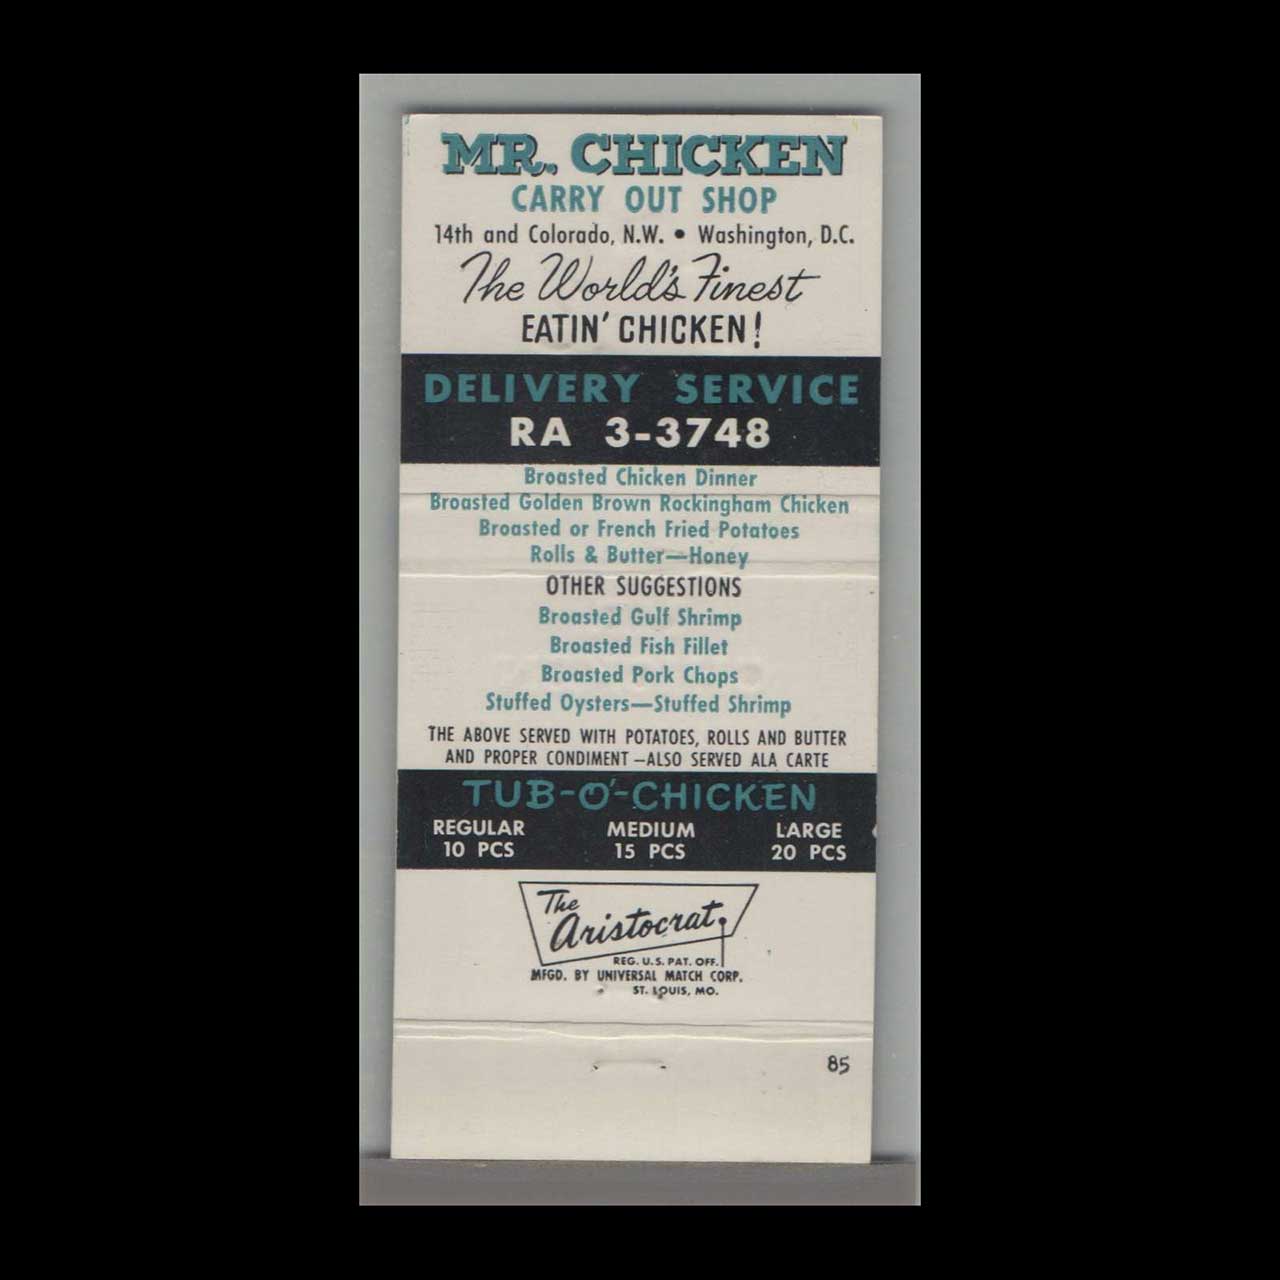 MR. CHICKEN
CARRY OUT SHOP
14th and Colorado, N.W. • Washington, D.C.
The World's Finest
EATIN' CHICKEN!
DELIVERY SERVICE
RA 3-3748
Broasted Chicken Dinner
Broasted Golden Brown Rockingham Chicken
Broasted or French Fried Potatoes
Rolls & Butter—Honey
OTHER SUGGESTIONS
Broasted Gulf Shrimp
Broasted Fish Fillet
Broasted Pork Chops
Stuffed Oysters—Stuffed Shrimp
THE ABOVE SERVED WITH POTATOES, ROLLS AND BUTTER
AND PROPER CONDIMENT—ALSO SERVED ALA CARTE
TUB-O'-CHICKEN
REGULAR MEDIUM LARGE
10 PCS 15 PCS 20 PCS
The
Aristocrat
REG. U.S. PAT. OFF.
MFGD. BY UNIVERSAL MATCH CORP.
ST. LOUIS, MO.
85